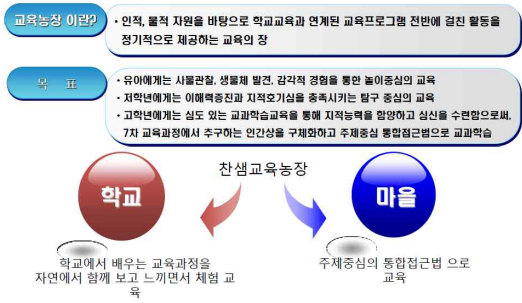 교육농장 이란?
· 인적, 물적 자원을 바탕으로 학교교육과 연계된 교육프로그램 전반에 걸친 활동을
정기적으로 제공하는 교육의 장
목 표
· 유아에게는 사물관찰, 생물체 발견, 감각적 경험을 통한 놀이중심의 교육
· 저학년에게는 이해력증진과 지적호기심을 충족시키는 탐구 중심의 교육
· 고학년에게는 심도 있는 교과학습교육을 통해 지적능력을 함양하고 심신을 수련함으로써,
7차 교육과정에서 추구하는 인간상을 구체화하고 주제중심 통합접근법으로 교과학습
찬샘교육농장
학교
마을
학교에서 배우는 교육과정을
자연에서 함께 보고 느끼면서 체험 교
육
주제중심의 통합접근법 으로
교육